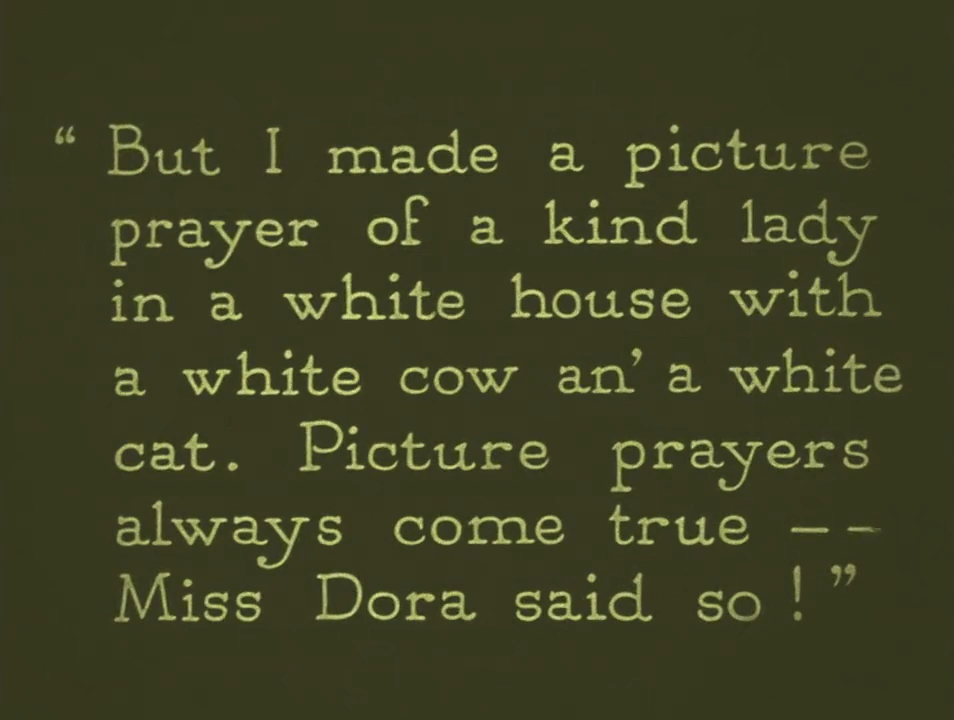 “ But I made a picture
prayer of a kind lady
in a white house with
a white cow an’ a white
cat. Picture prayers
always come true --
Miss Dora said so ! ”